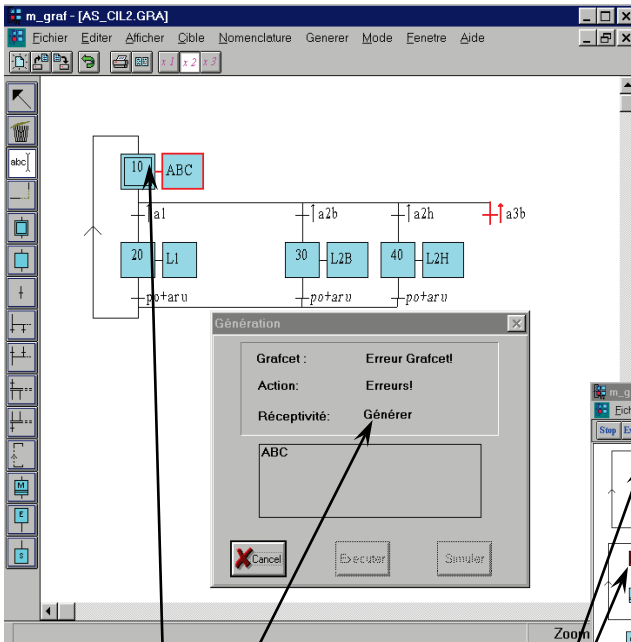 m_graf - [AS_CIL2.GRA]
Fichier Editer Afficher Cible Nomenclature Generer Mode Fenetre Aide
x 1 x 2 x 3
abc
10 ABC
a1 a2b a2h a3b
20 L1 30 L2B 40 L2H
po+aru po+aru po+aru
Génération
Grafcet : Erreur Grafcet!
Action: Erreurs!
Réceptivité: Générer
ABC
Cancel Executer Simuler
M
E
s
m_g
Fich
Stop Ex
Zoom